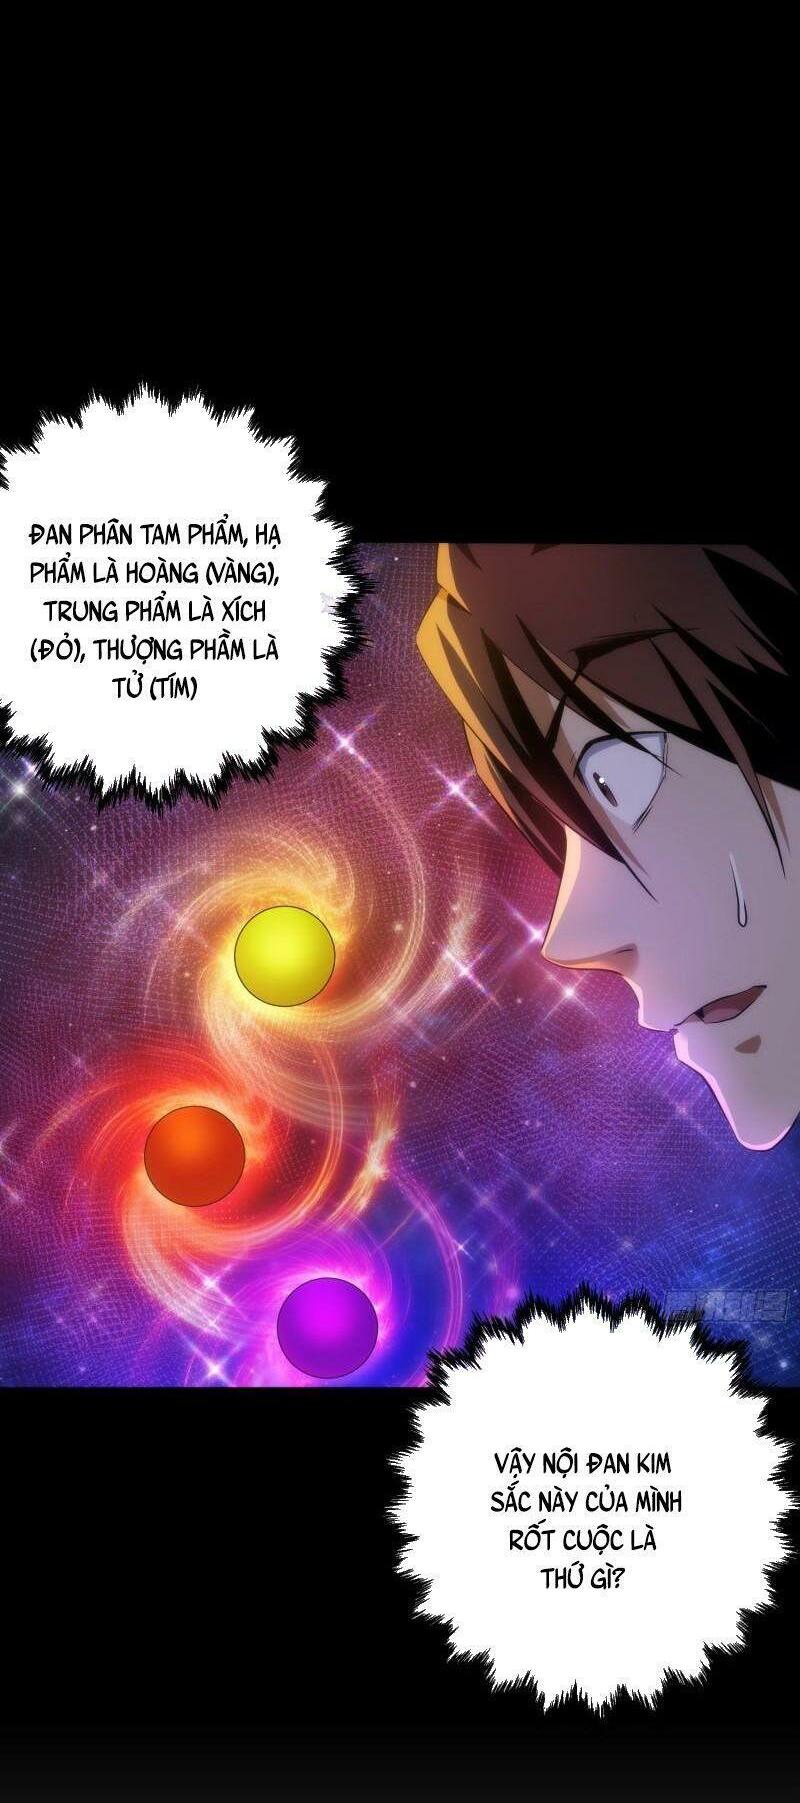 ĐAN PHÂN TAM PHẨM, HẠ
PHẨM LÀ HOÀNG (VÀNG),
TRUNG PHẨM LÀ XÍCH
(ĐỎ), THƯỢNG PHẦM LÀ
TỬ (TÍM)
VẬY NỘI ĐAN KIM
SẮC NÀY CỦA MÌNH
RỐT CUỘC LÀ
THỨ GÌ?